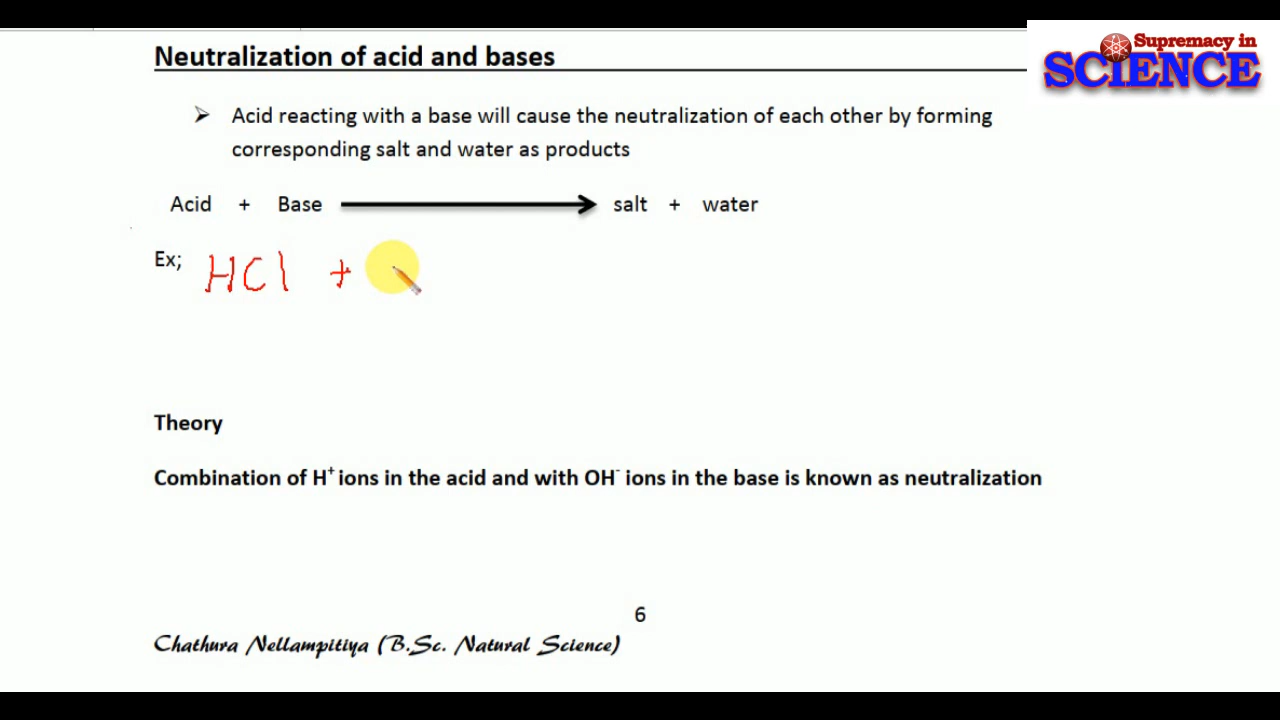 Supremacy in
SCIENCE
Neutralization of acid and bases
➢ Acid reacting with a base will cause the neutralization of each other by forming
corresponding salt and water as products
Acid + Base ⟶ salt + water
Ex; HCl +
Theory
Combination of H⁺ ions in the acid and with OH⁻ ions in the base is known as neutralization
6
Chathura Nellampitiya (B.Sc. Natural Science)